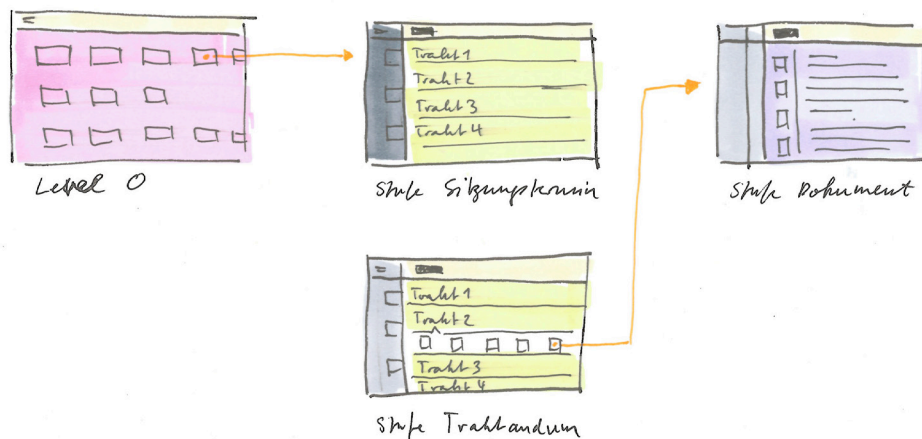 Level 0
Trakt 1
Trakt 2
Trakt 3
Trakt 4
Stufe Sitzungstermin
Stufe Dokument
Trakt 1
Trakt 2
Trakt 3
Trakt 4
Stufe Traktandum